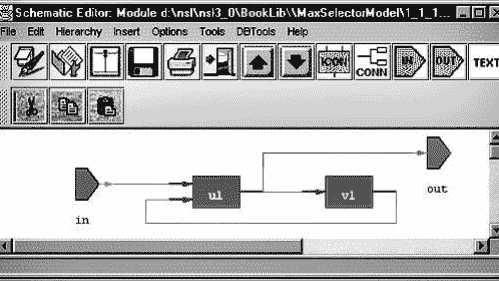 Schematic Editor: Module d:\nsl\nsl3_0\BookLib\\MaxSelectorModel\1_1_1
File Edit Hierarchy Insert Options Tools DBTools Help
ICON CONN IN OUT TEXT
out
u1 v1
in